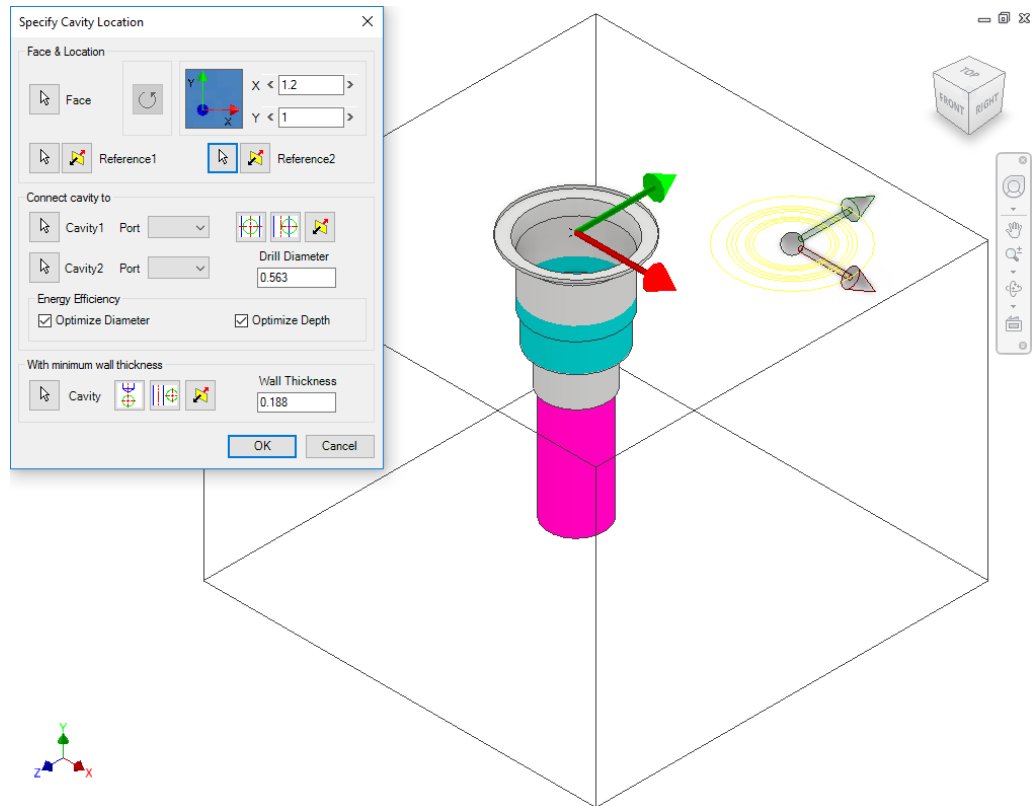 Specify Cavity Location
Face & Location
Face
Y
X
X < 1.2 >
Y < 1 >
Reference1
Reference2
Connect cavity to
Cavity1 Port
Cavity2 Port
Drill Diameter
0.563
Energy Efficiency
Optimize Diameter
Optimize Depth
With minimum wall thickness
Cavity
Wall Thickness
0.188
OK
Cancel
TOP
FRONT
RIGHT
Y
Z
X